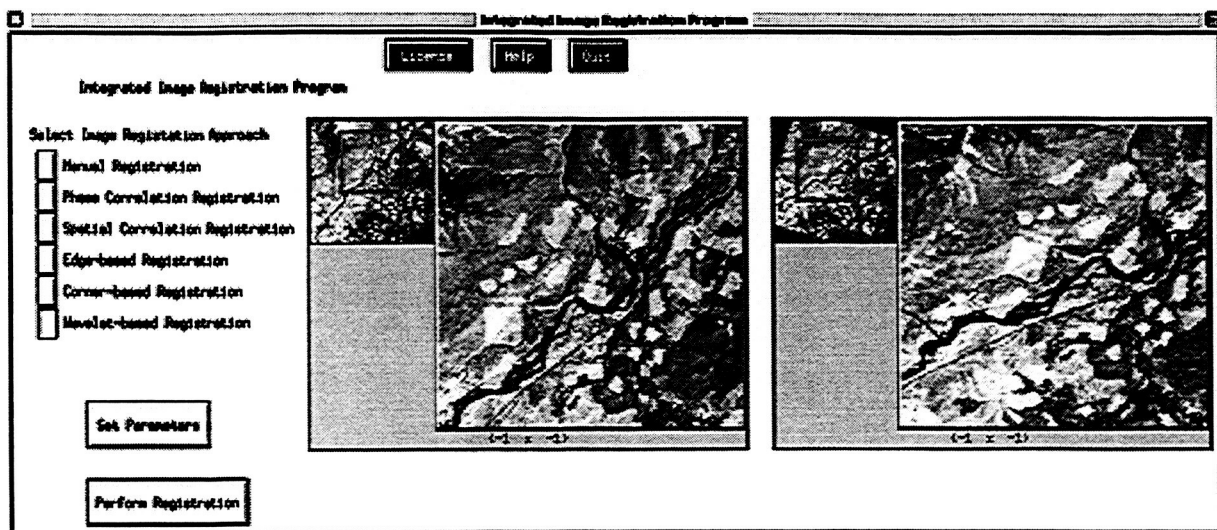 Integrated Image Registration Program
License Help Quit
Integrated Image Registration Program
Select Image Registation Approach
Manual Registration
Phase Correlation Registration
Spatial Correlation Registration
Edge-based Registration
Corner-based Registration
Wavelet-based Registration
Set Parameters
Perform Registration
(-1 x -1)
(-1 x -1)